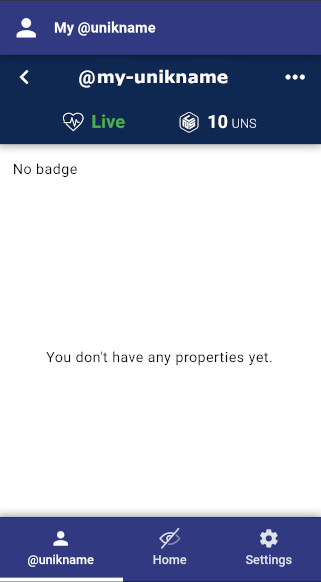 My @unikname
@my-unikname
Live
10 UNS
No badge
You don't have any properties yet.
@unikname
Home
Settings